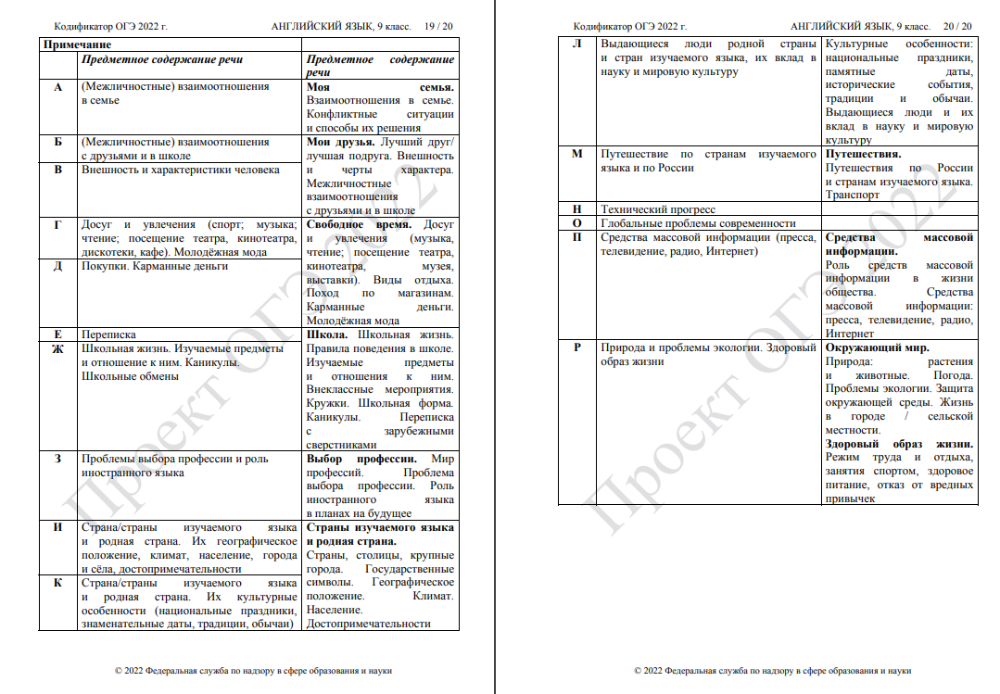 Кодификатор ОГЭ 2022 г. АНГЛИЙСКИЙ ЯЗЫК, 9 класс. 19 / 20
Примечание
Предметное содержание речи
Предметное содержание
речи
А
(Межличностные) взаимоотношения
в семье
Моя семья.
Взаимоотношения в семье.
Конфликтные ситуации
и способы их решения
Б
(Межличностные) взаимоотношения
с друзьями и в школе
Мои друзья. Лучший друг/
лучшая подруга. Внешность
и черты характера.
Межличностные
взаимоотношения
с друзьями и в школе
В
Внешность и характеристики человека
Г
Досуг и увлечения (спорт; музыка;
чтение; посещение театра, кинотеатра,
дискотеки, кафе). Молодёжная мода
Свободное время. Досуг
и увлечения (музыка,
чтение; посещение театра,
кинотеатра, музея,
выставки). Виды отдыха.
Поход по магазинам.
Карманные деньги.
Молодёжная мода
Д
Покупки. Карманные деньги
Е
Переписка
Школа. Школьная жизнь.
Правила поведения в школе.
Изучаемые предметы
и отношение к ним.
Внеклассные мероприятия.
Кружки. Школьная форма.
Каникулы. Переписка
с зарубежными
сверстниками
Ж
Школьная жизнь. Изучаемые предметы
и отношение к ним. Каникулы.
Школьные обмены
З
Проблемы выбора профессии и роль
иностранного языка
Выбор профессии. Мир
профессий. Проблема
выбора профессии. Роль
иностранного языка
в планах на будущее
И
Страна/страны изучаемого языка
и родная страна. Их географическое
положение, климат, население, города
и сёла, достопримечательности
Страны изучаемого языка
и родная страна.
Страны, столицы, крупные
города. Государственные
символы. Географическое
положение. Климат.
Население.
Достопримечательности
К
Страна/страны изучаемого языка
и родная страна. Их культурные
особенности (национальные праздники,
знаменательные даты, традиции, обычаи)
Проект ОГЭ 2022
© 2022 Федеральная служба по надзору в сфере образования и науки
Кодификатор ОГЭ 2022 г. АНГЛИЙСКИЙ ЯЗЫК, 9 класс. 20 / 20
Л
Выдающиеся люди родной страны
и стран изучаемого языка, их вклад в
науку и мировую культуру
Культурные особенности:
национальные праздники,
памятные даты,
исторические события,
традиции и обычаи.
Выдающиеся люди и их
вклад в науку и мировую
культуру
М
Путешествие по странам изучаемого
языка и по России
Путешествия.
Путешествия по России
и странам изучаемого языка.
Транспорт
Н
Технический прогресс
О
Глобальные проблемы современности
П
Средства массовой информации (пресса,
телевидение, радио, Интернет)
Средства массовой
информации.
Роль средств массовой
информации в жизни
общества. Средства
массовой информации:
пресса, телевидение, радио,
Интернет
Р
Природа и проблемы экологии. Здоровый
образ жизни
Окружающий мир.
Природа: растения
и животные. Погода.
Проблемы экологии. Защита
окружающей среды. Жизнь
в городе / сельской
местности.
Здоровый образ жизни.
Режим труда и отдыха,
занятия спортом, здоровое
питание, отказ от вредных
привычек
Проект ОГЭ 2022
© 2022 Федеральная служба по надзору в сфере образования и науки